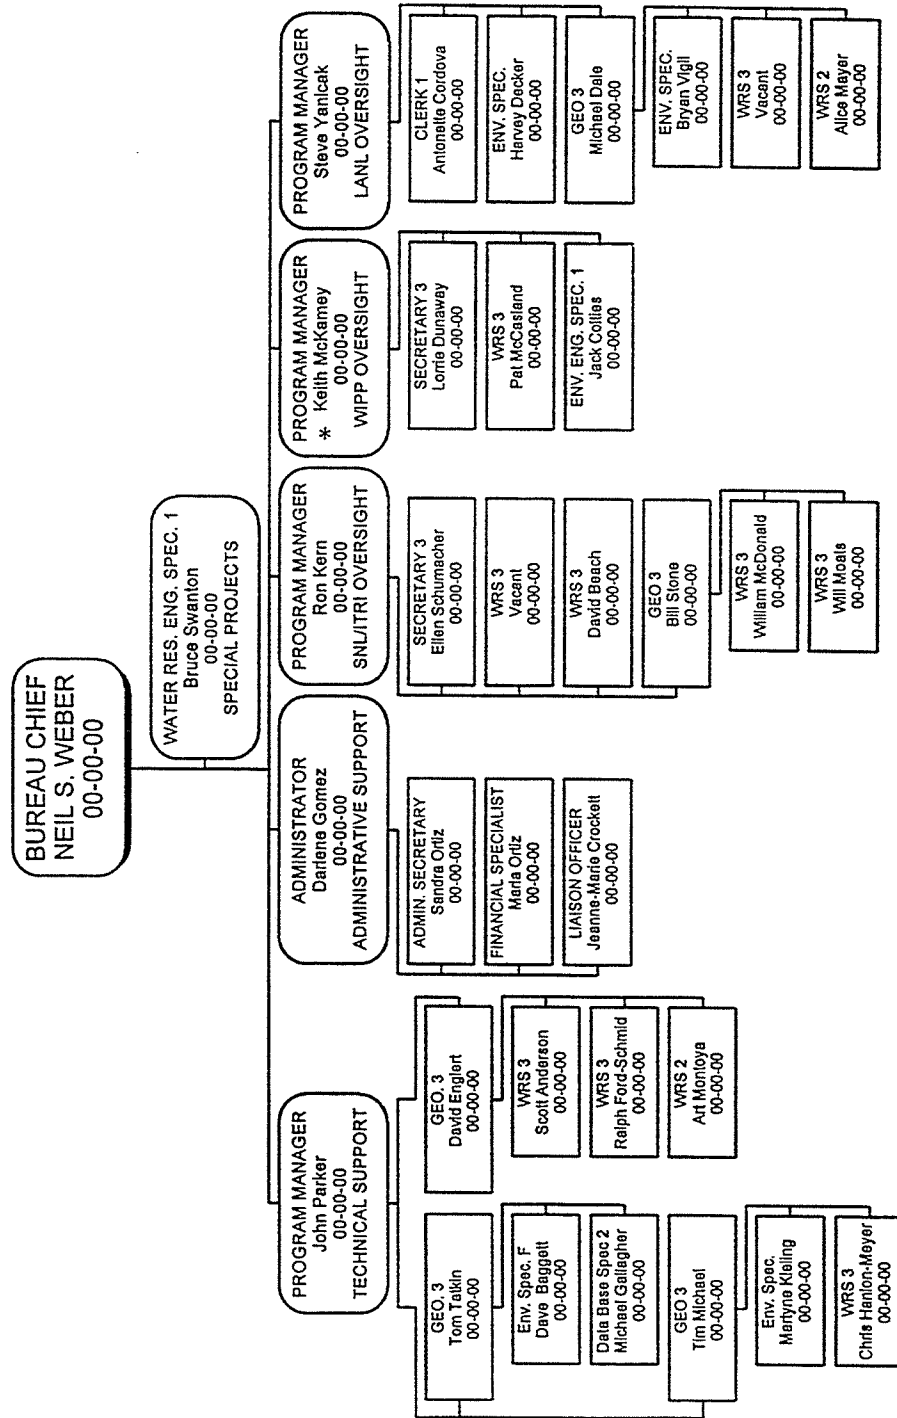 BUREAU CHIEF
NEIL S. WEBER
00-00-00
WATER RES. ENG. SPEC. 1
Bruce Swanton
00-00-00
SPECIAL PROJECTS
PROGRAM MANAGER
John Parker
00-00-00
TECHNICAL SUPPORT
GEO. 3
Tom Tatkin
00-00-00
Env. Spec. F
Dave Baggett
00-00-00
Data Base Spec 2
Michael Gallagher
00-00-00
GEO 3
Tim Michael
00-00-00
Env. Spec.
Martyne Kieling
00-00-00
WRS 3
Chris Hanlon-Meyer
00-00-00
GEO. 3
David Englert
00-00-00
WRS 3
Scott Anderson
00-00-00
WRS 3
Ralph Ford-Schmid
00-00-00
WRS 2
Art Montoya
00-00-00
ADMINISTRATOR
Darlene Gomez
00-00-00
ADMINISTRATIVE SUPPORT
ADMIN. SECRETARY
Sandra Ortiz
00-00-00
FINANCIAL SPECIALIST
Marla Ortiz
00-00-00
LIAISON OFFICER
Jeanne-Marie Crockett
00-00-00
PROGRAM MANAGER
Ron Kern
00-00-00
SNL/ITRI OVERSIGHT
SECRETARY 3
Ellen Schumacher
00-00-00
WRS 3
Vacant
00-00-00
WRS 3
David Beach
00-00-00
GEO 3
Bill Stone
00-00-00
WRS 3
William McDonald
00-00-00
WRS 3
Will Moats
00-00-00
PROGRAM MANAGER
* Keith McKamey
00-00-00
WIPP OVERSIGHT
SECRETARY 3
Lorrie Dunaway
00-00-00
WRS 3
Pat McCasland
00-00-00
ENV. ENG. SPEC. 1
Jack Collies
00-00-00
PROGRAM MANAGER
Steve Yanicak
00-00-00
LANL OVERSIGHT
CLERK 1
Antonette Cordova
00-00-00
ENV. SPEC.
Harvey Decker
00-00-00
GEO 3
Michael Dale
00-00-00
ENV. SPEC.
Bryan Vigil
00-00-00
WRS 3
Vacant
00-00-00
WRS 2
Alice Mayer
00-00-00